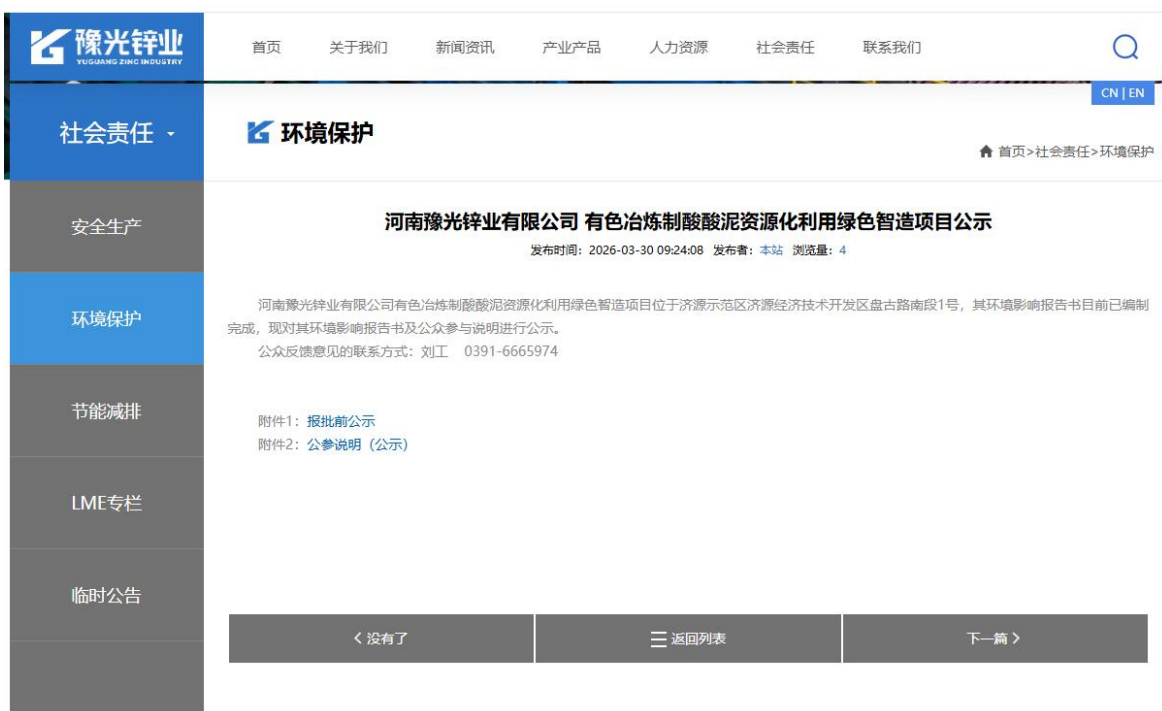 豫光锌业
YUGUANG ZINC INDUSTRY
首页 关于我们 新闻资讯 产业产品 人力资源 社会责任 联系我们
CN | EN
社会责任
环境保护
首页>社会责任>环境保护
安全生产
环境保护
节能减排
LME专栏
临时公告
河南豫光锌业有限公司 有色冶炼制酸酸泥资源化利用绿色智造项目公示
发布时间：2026-03-30 09:24:08 发布者：本站 浏览量：4
河南豫光锌业有限公司有色冶炼制酸酸泥资源化利用绿色智造项目位于济源示范区济源经济技术开发区盘古路南段1号，其环境影响报告书目前已编制
完成，现对其环境影响报告书及公众参与说明进行公示。
公众反馈意见的联系方式：刘工 0391-6665974
附件1：报批前公示
附件2：公参说明（公示）
< 没有了
返回列表
下一篇 >